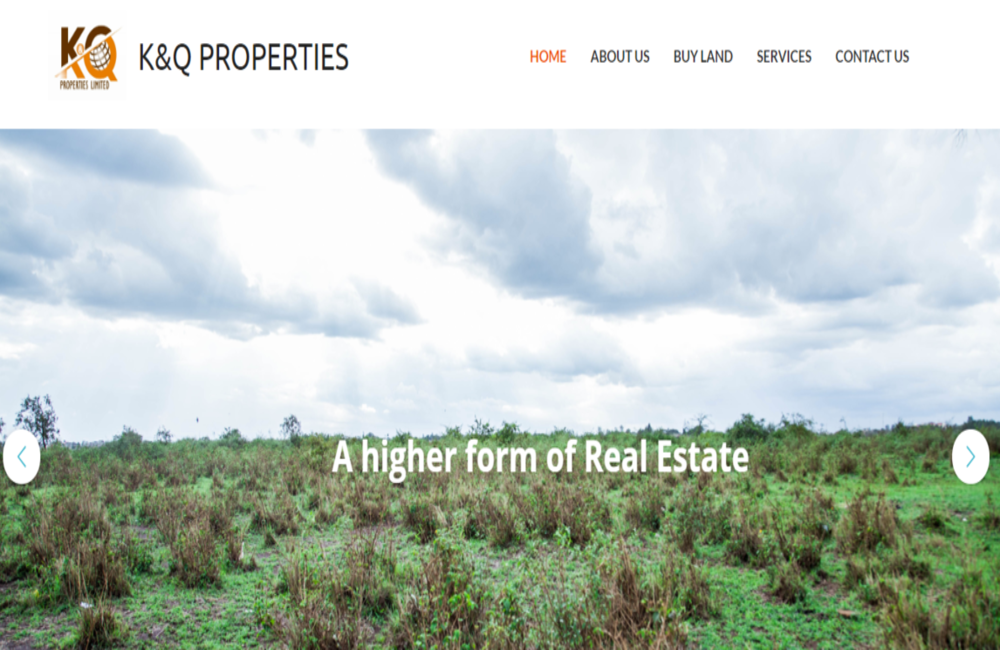 K&Q
PROPERTIES LIMITED
K&Q PROPERTIES
HOME ABOUT US BUY LAND SERVICES CONTACT US
A higher form of Real Estate